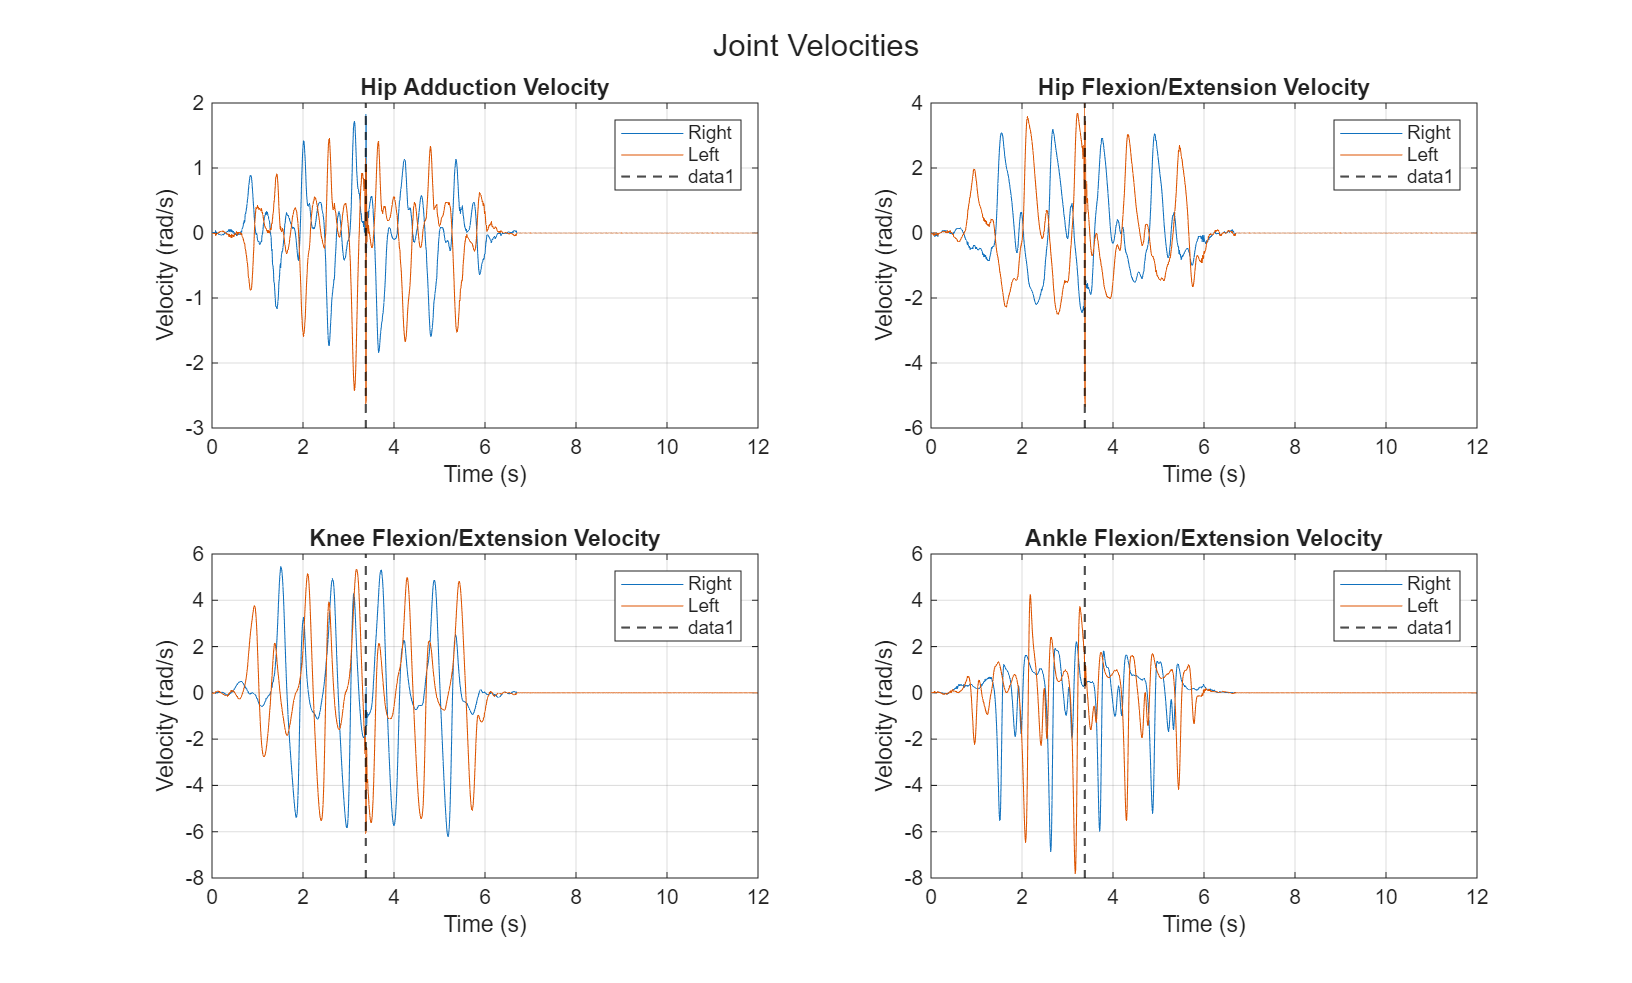 Joint Velocities
Hip Adduction Velocity
Velocity (rad/s)
2
1
0
-1
-2
-3
0 2 4 6 8 10 12
Time (s)
Right
Left
data1
Hip Flexion/Extension Velocity
Velocity (rad/s)
4
2
0
-2
-4
-6
0 2 4 6 8 10 12
Time (s)
Right
Left
data1
Knee Flexion/Extension Velocity
Velocity (rad/s)
6
4
2
0
-2
-4
-6
-8
0 2 4 6 8 10 12
Time (s)
Right
Left
data1
Ankle Flexion/Extension Velocity
Velocity (rad/s)
6
4
2
0
-2
-4
-6
-8
0 2 4 6 8 10 12
Time (s)
Right
Left
data1